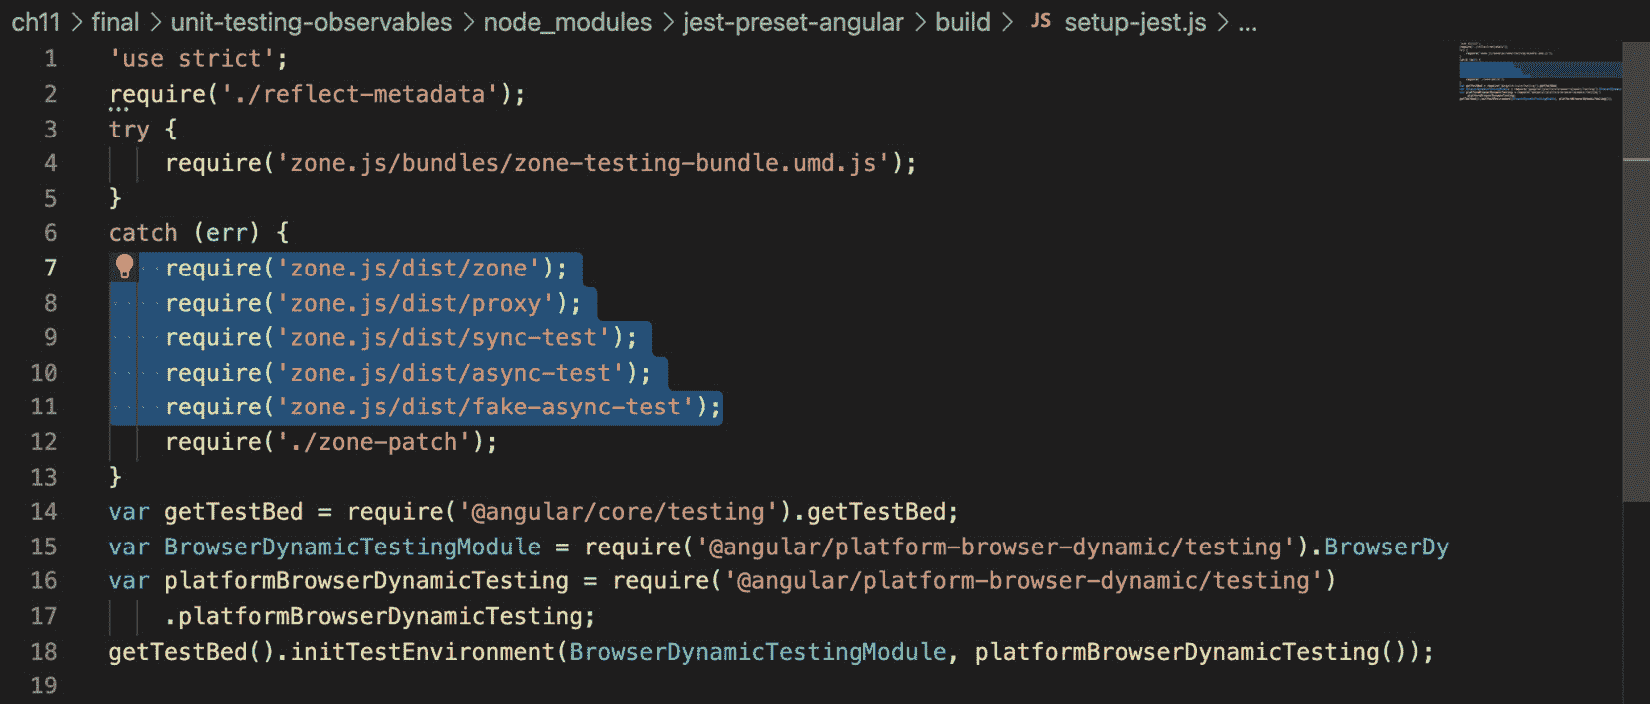 ch11 > final > unit-testing-observables > node_modules > jest-preset-angular > build > JS setup-jest.js > ...
1 'use strict';
2 require('./reflect-metadata');
3 try {
4 require('zone.js/bundles/zone-testing-bundle.umd.js');
5 }
6 catch (err) {
7 require('zone.js/dist/zone');
8 require('zone.js/dist/proxy');
9 require('zone.js/dist/sync-test');
10 require('zone.js/dist/async-test');
11 require('zone.js/dist/fake-async-test');
12 require('./zone-patch');
13 }
14 var getTestBed = require('@angular/core/testing').getTestBed;
15 var BrowserDynamicTestingModule = require('@angular/platform-browser-dynamic/testing').BrowserDy
16 var platformBrowserDynamicTesting = require('@angular/platform-browser-dynamic/testing')
17 .platformBrowserDynamicTesting;
18 getTestBed().initTestEnvironment(BrowserDynamicTestingModule, platformBrowserDynamicTesting());
19